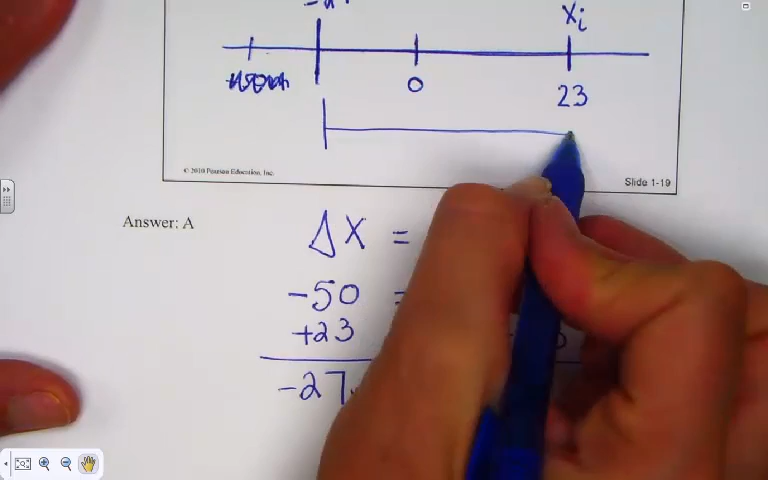 Xi
0
23
© 2010 Pearson Education, Inc.
Slide 1-19
Answer: A
ΔX =
-50 =
+23
-27